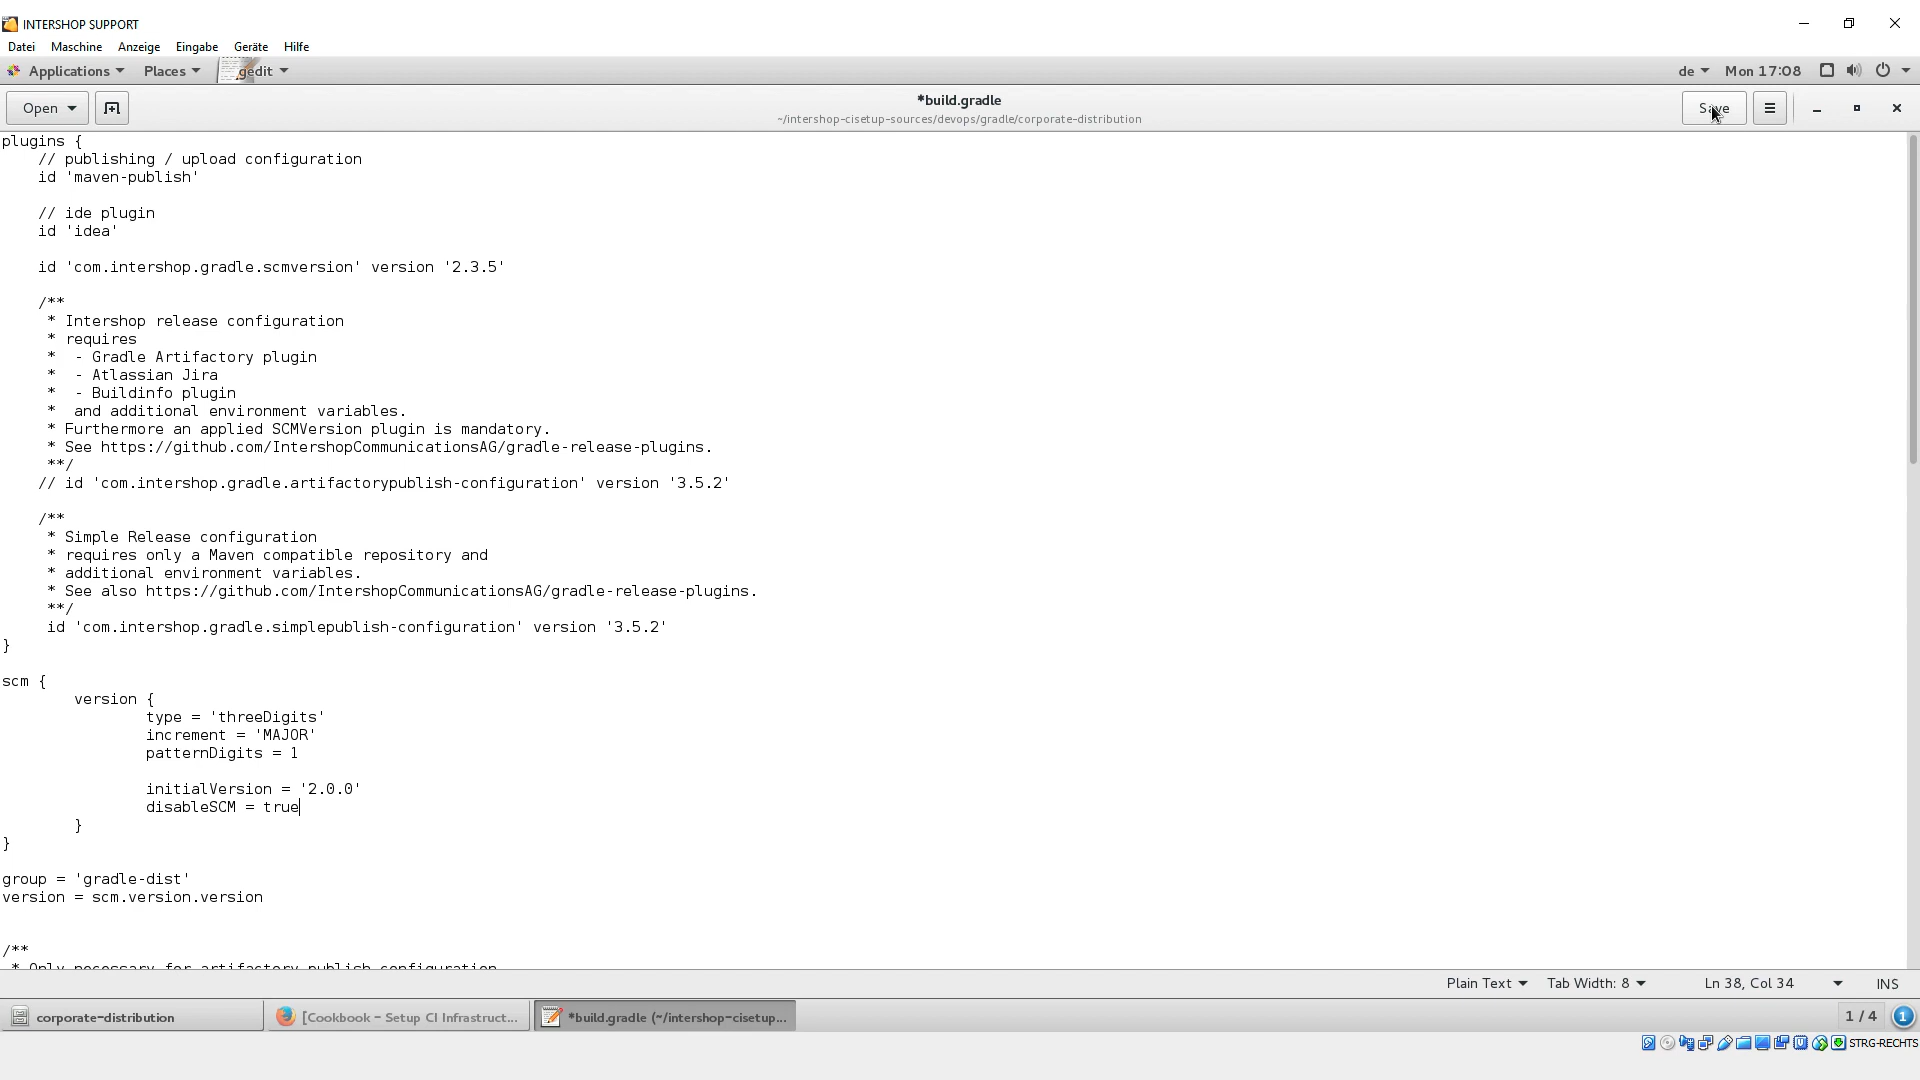 INTERSHOP SUPPORT
Datei Maschine Anzeige Eingabe Geräte Hilfe
Applications Places gedit de Mon 17:08
Open *build.gradle Save
~/intershop-cisetup-sources/devops/gradle/corporate-distribution
plugins {
    // publishing / upload configuration
    id 'maven-publish'
    // ide plugin
    id 'idea'
    id 'com.intershop.gradle.scmversion' version '2.3.5'
    /**
     * Intershop release configuration
     * requires
     *  - Gradle Artifactory plugin
     *  - Atlassian Jira
     *  - Buildinfo plugin
     *  and additional environment variables.
     * Furthermore an applied SCMVersion plugin is mandatory.
     * See https://github.com/IntershopCommunicationsAG/gradle-release-plugins.
     **/
    // id 'com.intershop.gradle.artifactorypublish-configuration' version '3.5.2'
    /**
     * Simple Release configuration
     * requires only a Maven compatible repository and
     * additional environment variables.
     * See also https://github.com/IntershopCommunicationsAG/gradle-release-plugins.
     **/
     id 'com.intershop.gradle.simplepublish-configuration' version '3.5.2'
}
scm {
        version {
                type = 'threeDigits'
                increment = 'MAJOR'
                patternDigits = 1
                initialVersion = '2.0.0'
                disableSCM = true
        }
}
group = 'gradle-dist'
version = scm.version.version
/**
 * Only necessary for artifactory publish configuration
Plain Text Tab Width: 8 Ln 38, Col 34 INS
corporate-distribution [Cookbook - Setup CI Infrastruct... *build.gradle (~/intershop-cisetup... 1 / 4 1
STRG-RECHTS